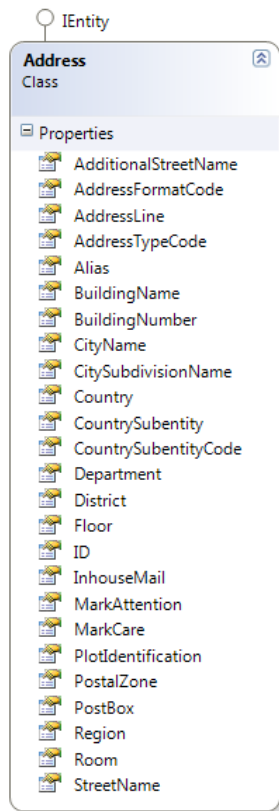 IEntity
Address
Class
Properties
AdditionalStreetName
AddressFormatCode
AddressLine
AddressTypeCode
Alias
BuildingName
BuildingNumber
CityName
CitySubdivisionName
Country
CountrySubentity
CountrySubentityCode
Department
District
Floor
ID
InhouseMail
MarkAttention
MarkCare
PlotIdentification
PostalZone
PostBox
Region
Room
StreetName